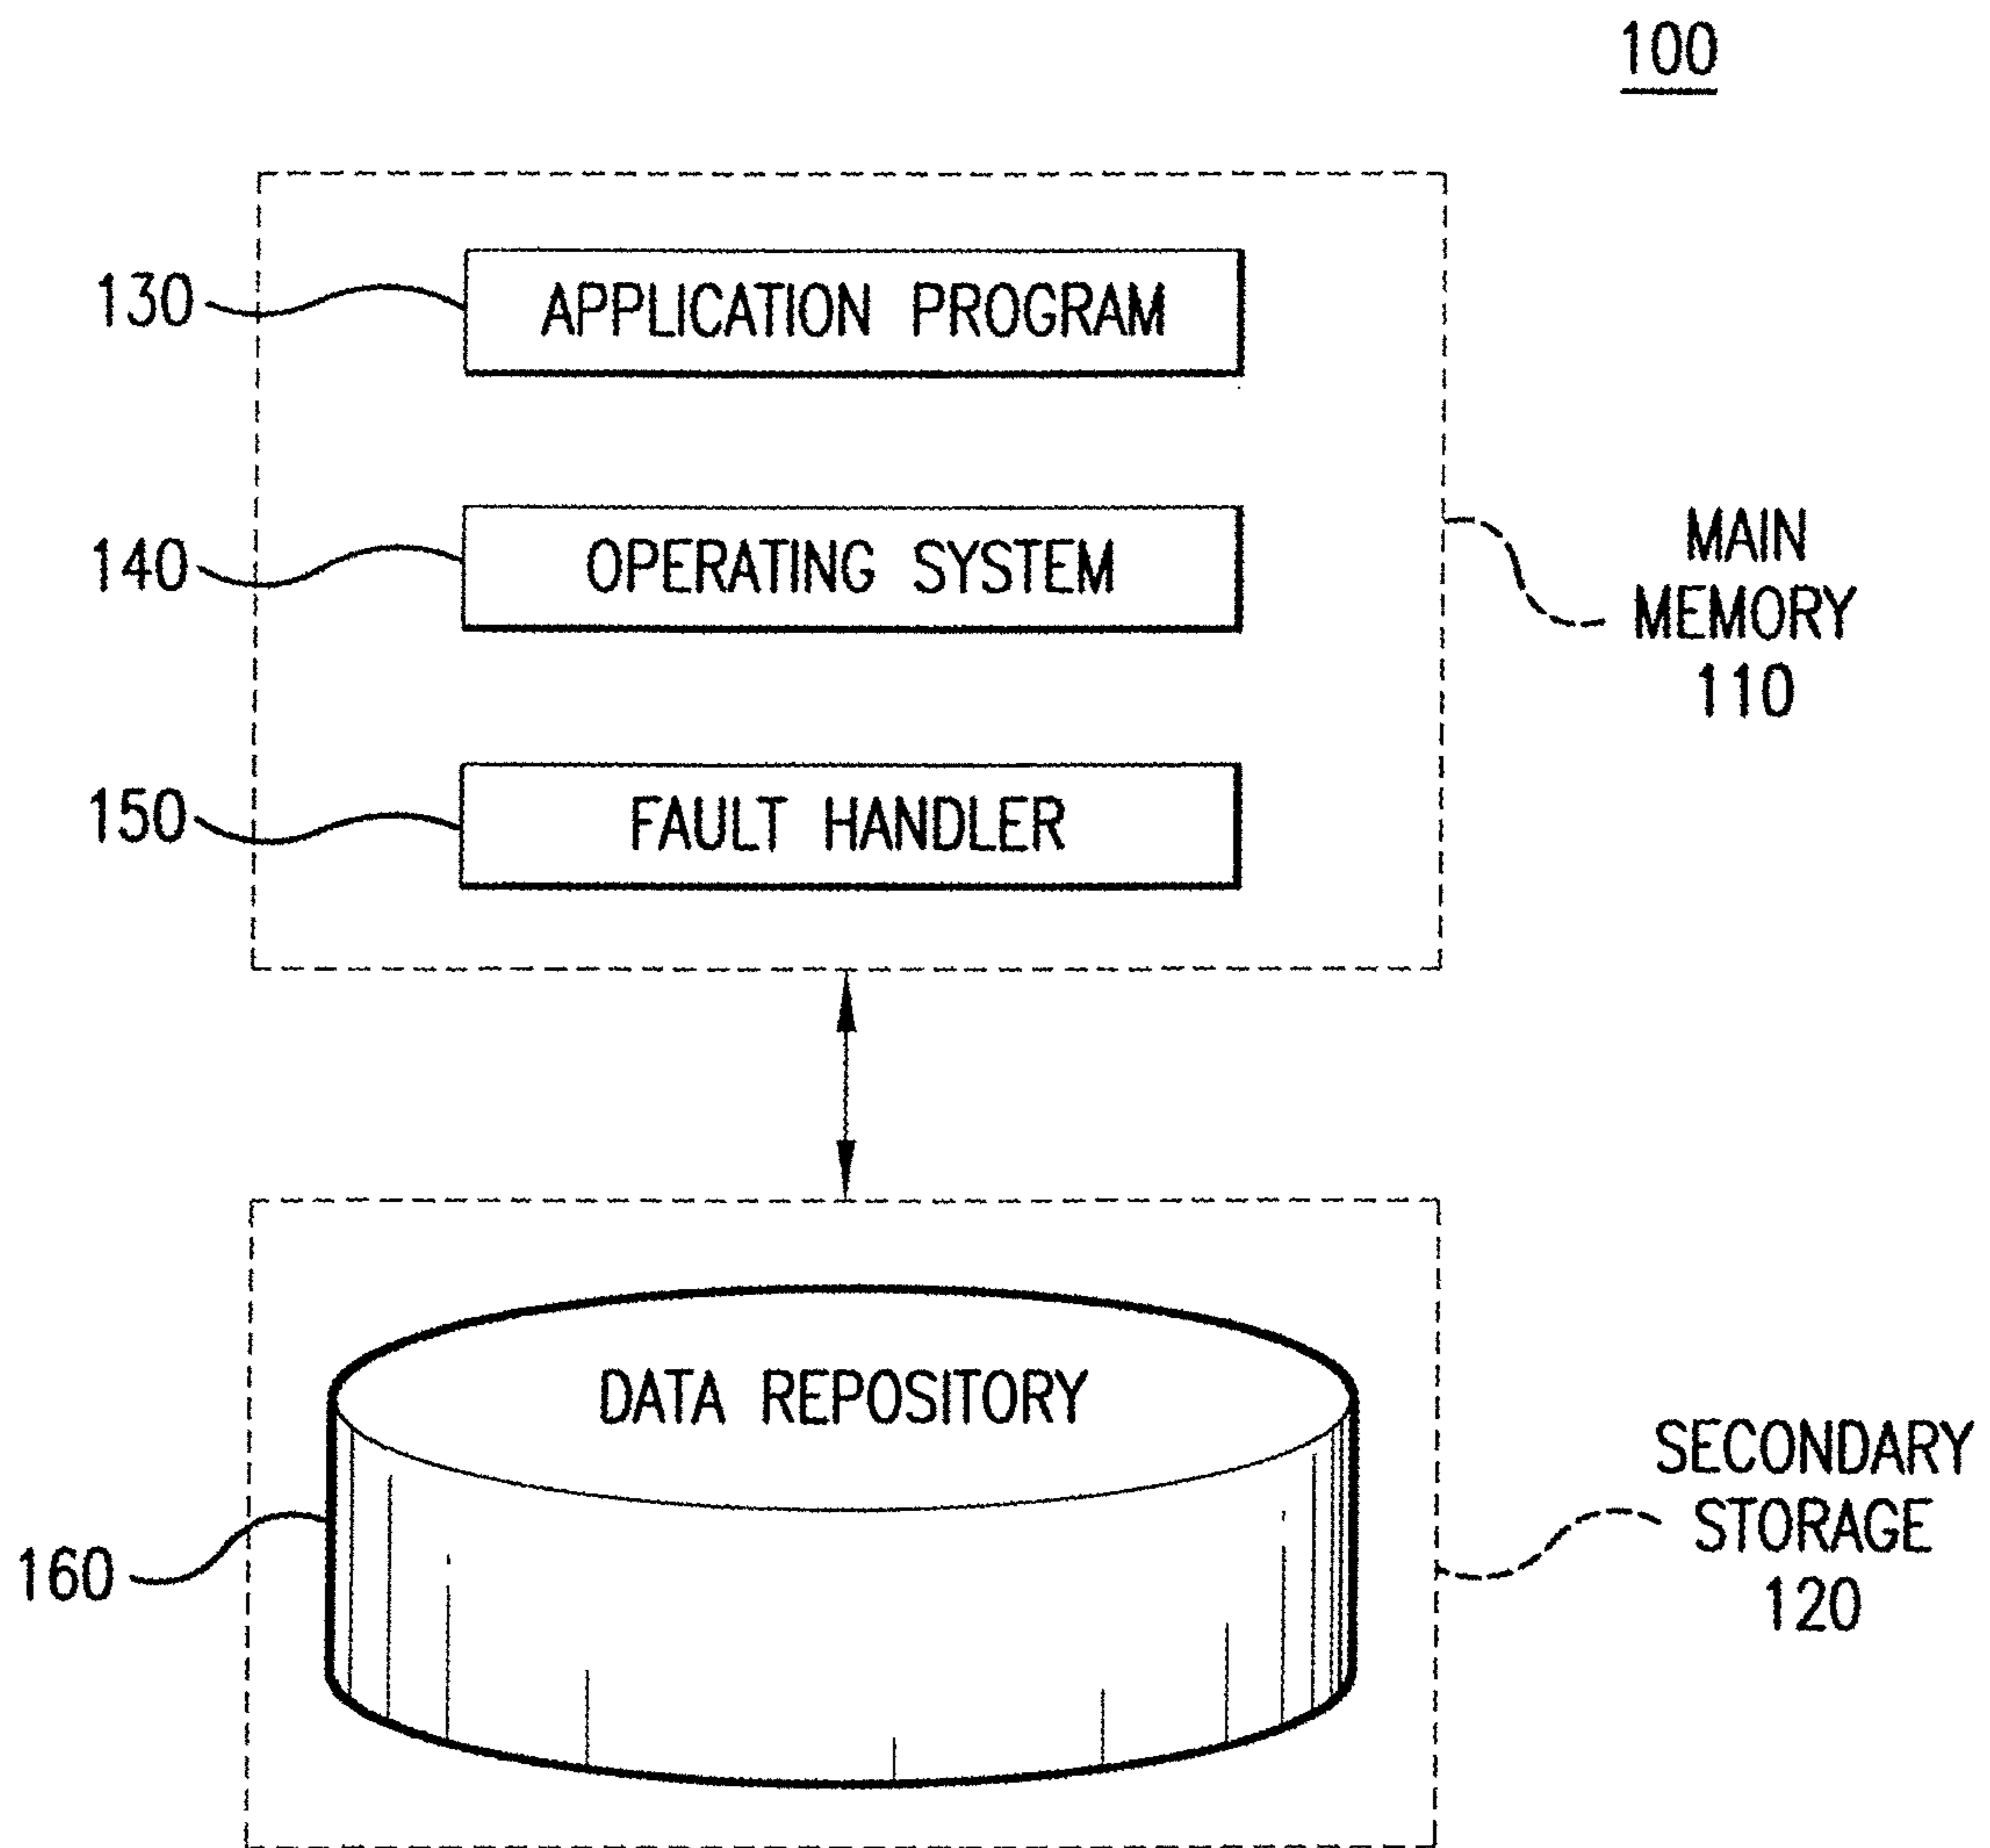 100
130
APPLICATION PROGRAM
140
OPERATING SYSTEM
MAIN
MEMORY
110
150
FAULT HANDLER
DATA REPOSITORY
SECONDARY
STORAGE
120
160